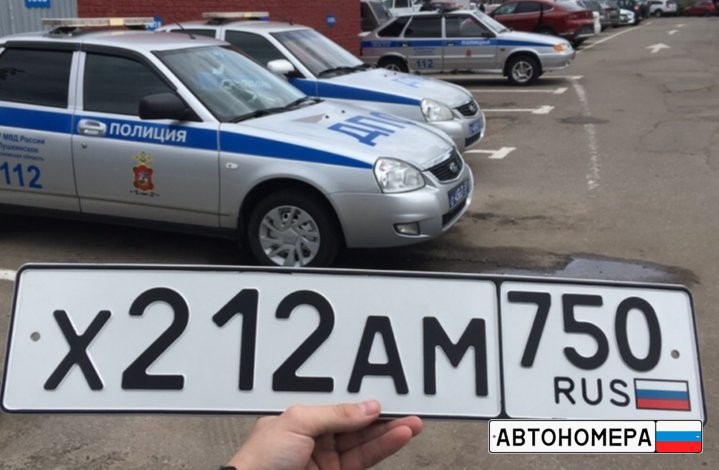 ПОЛИЦИЯ
МВД России
112
ДПС
112
Х212АМ 750
RUS
АВТОНОМЕРА